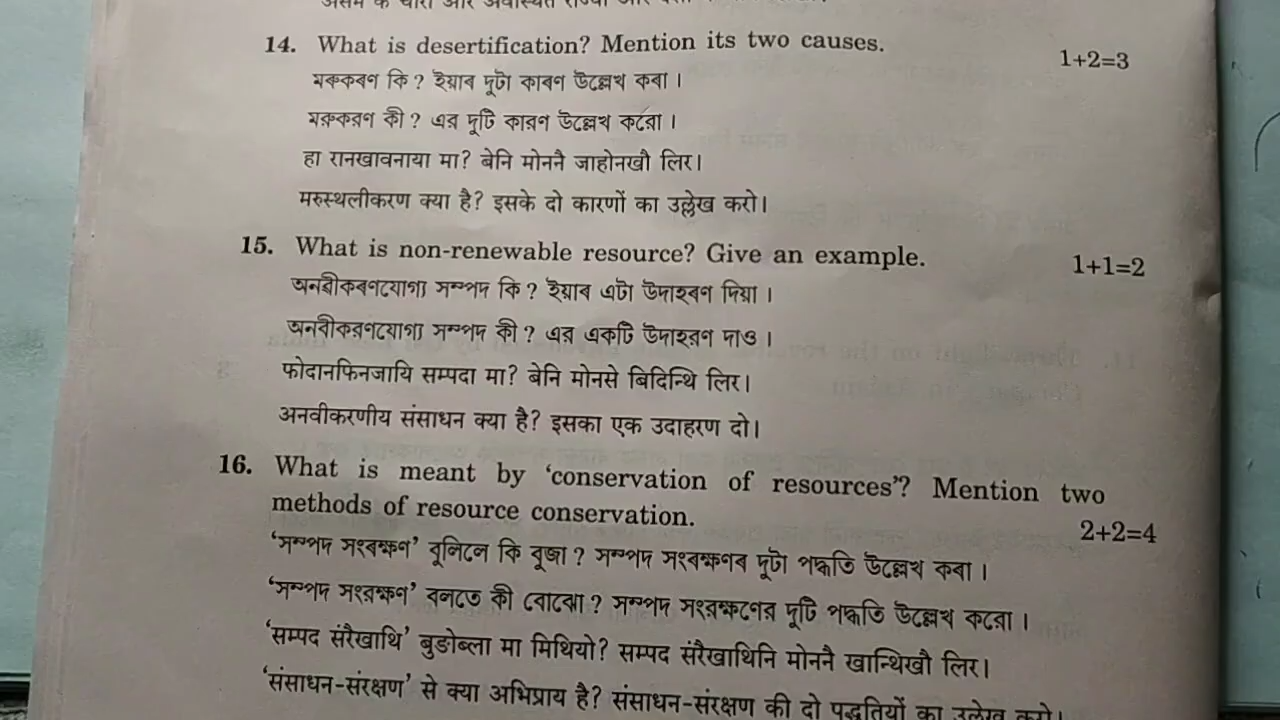 असम के चारों ओर अवस्थित राज्यों और
14. What is desertification? Mention its two causes. 1+2=3
মৰুকৰণ কি ? ইয়াৰ দুটা কাৰণ উল্লেখ কৰা ।
মরুকরণ কী ? এর দুটি কারণ উল্লেখ করো ।
हा रानखावनाया मा? बेनि मोननै जाहोनखौ लिर।
मरुस्थलीकरण क्या है? इसके दो कारणों का उल्लेख करो।
15. What is non-renewable resource? Give an example. 1+1=2
অনবীকৰণযোগ্য সম্পদ কি ? ইয়াৰ এটা উদাহৰণ দিয়া ।
অনবীকরণযোগ্য সম্পদ কী ? এর একটি উদাহরণ দাও ।
फोदानफिनजायि सम्पदा मा? बेनि मोनसे बिदिन्थि लिर।
अनवीकरणीय संसाधन क्या है? इसका एक उदाहरण दो।
16. What is meant by ‘conservation of resources’? Mention two
methods of resource conservation. 2+2=4
‘সম্পদ সংৰক্ষণ’ বুলিলে কি বুজা ? সম্পদ সংৰক্ষণৰ দুটা পদ্ধতি উল্লেখ কৰা ।
‘সম্পদ সংরক্ষণ’ বলতে কী বোঝো ? সম্পদ সংরক্ষণের দুটি পদ্ধতি উল্লেখ করো ।
‘सम्पद संरैखाथि’ बुङोब्ला मा मिथियो? सम्पद संरैखाथिनि मोननै खान्थिखौ लिर।
‘संसाधन-संरक्षण’ से क्या अभिप्राय है? संसाधन-संरक्षण की दो पद्धतियों का उल्लेख करो।